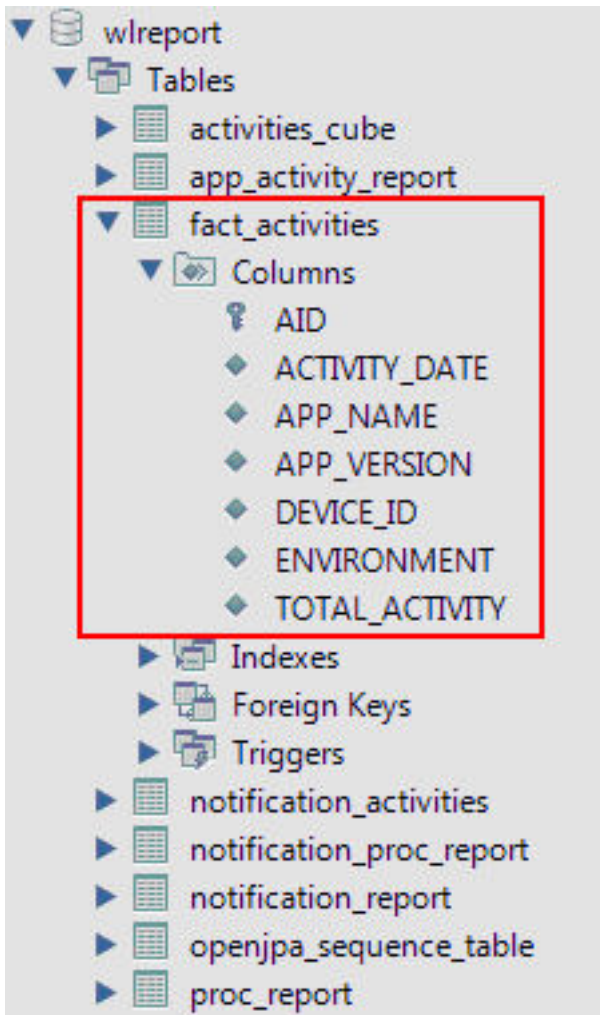 wlreport
Tables
activities_cube
app_activity_report
fact_activities
Columns
AID
ACTIVITY_DATE
APP_NAME
APP_VERSION
DEVICE_ID
ENVIRONMENT
TOTAL_ACTIVITY
Indexes
Foreign Keys
Triggers
notification_activities
notification_proc_report
notification_report
openjpa_sequence_table
proc_report